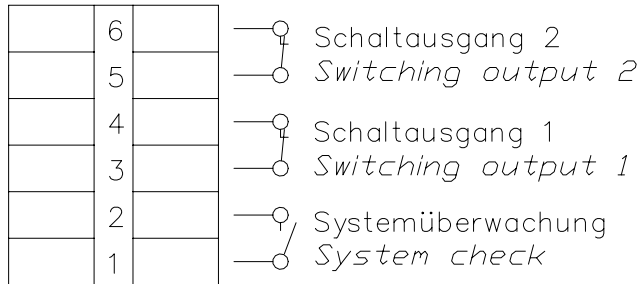 6
Schaltausgang 2
5
Switching output 2
4
Schaltausgang 1
3
Switching output 1
2
Systemüberwachung
1
System check